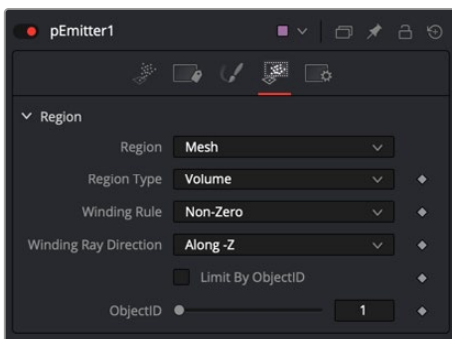 pEmitter1
Region
Region Mesh
Region Type Volume
Winding Rule Non-Zero
Winding Ray Direction Along -Z
Limit By ObjectID
ObjectID 1